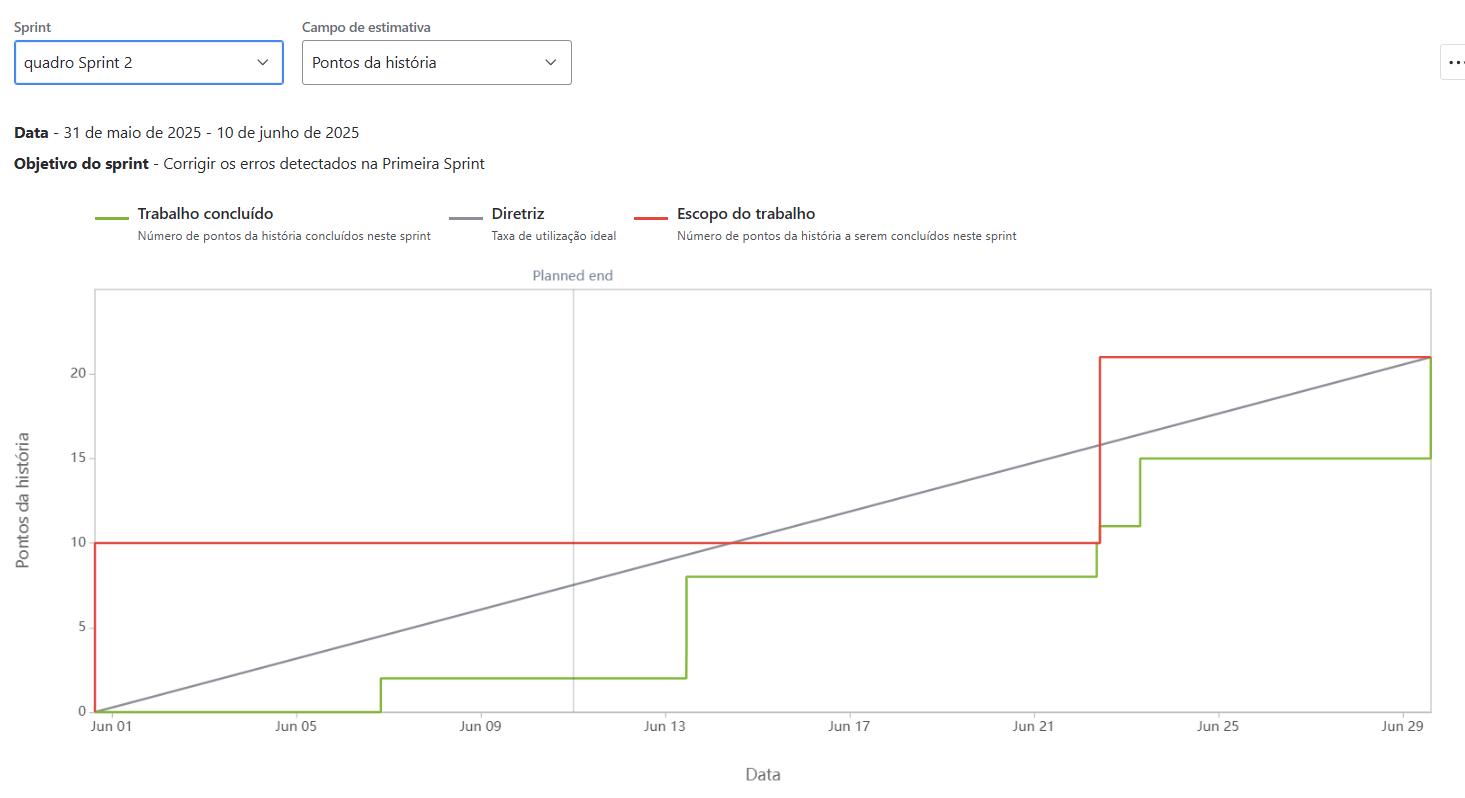 Sprint
Campo de estimativa
quadro Sprint 2
Pontos da história
Data - 31 de maio de 2025 - 10 de junho de 2025
Objetivo do sprint - Corrigir os erros detectados na Primeira Sprint
Trabalho concluído
Número de pontos da história concluídos neste sprint
Diretriz
Taxa de utilização ideal
Escopo do trabalho
Número de pontos da história a serem concluídos neste sprint
Planned end
Pontos da história
20
15
10
5
0
Jun 01
Jun 05
Jun 09
Jun 13
Jun 17
Jun 21
Jun 25
Jun 29
Data